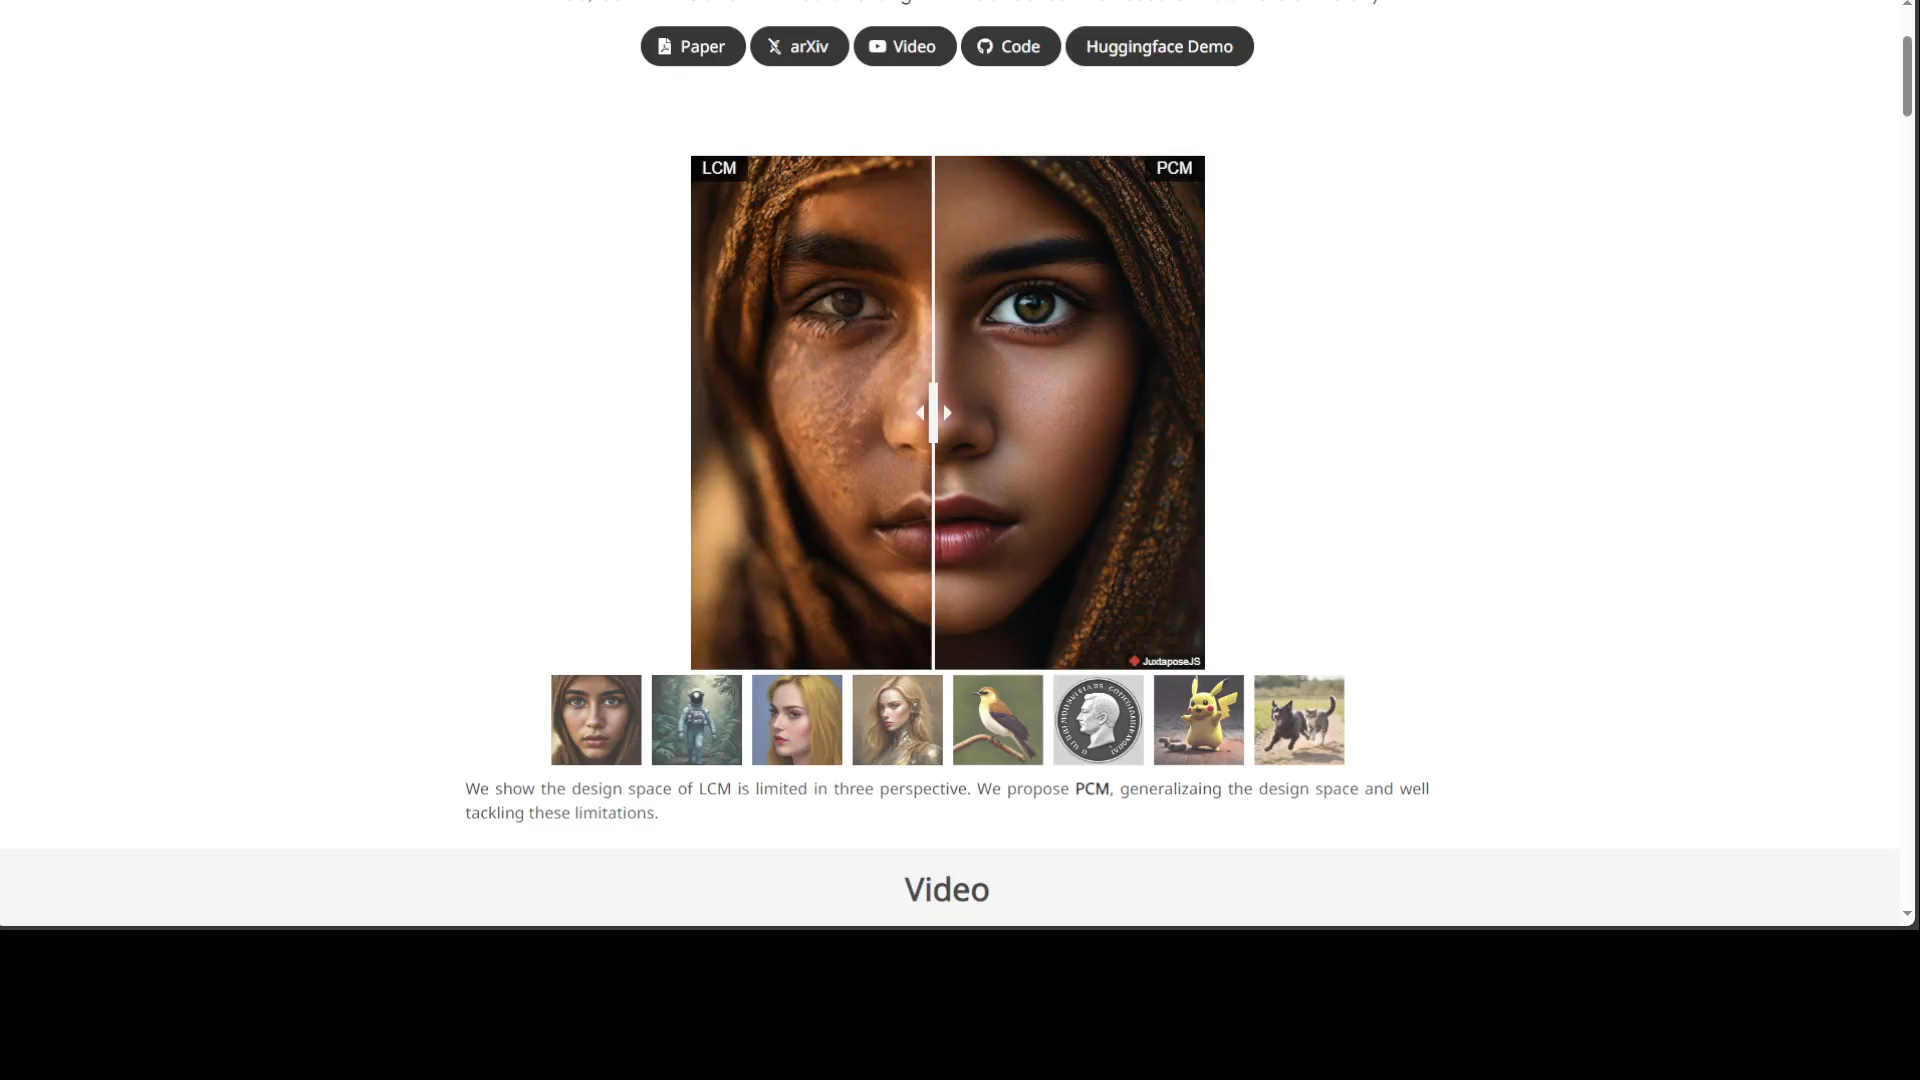 Paper
arXiv
Video
Code
Huggingface Demo
LCM
PCM
JuxtaposeJS
We show the design space of LCM is limited in three perspective. We propose PCM, generalizaing the design space and well
tackling these limitations.
Video